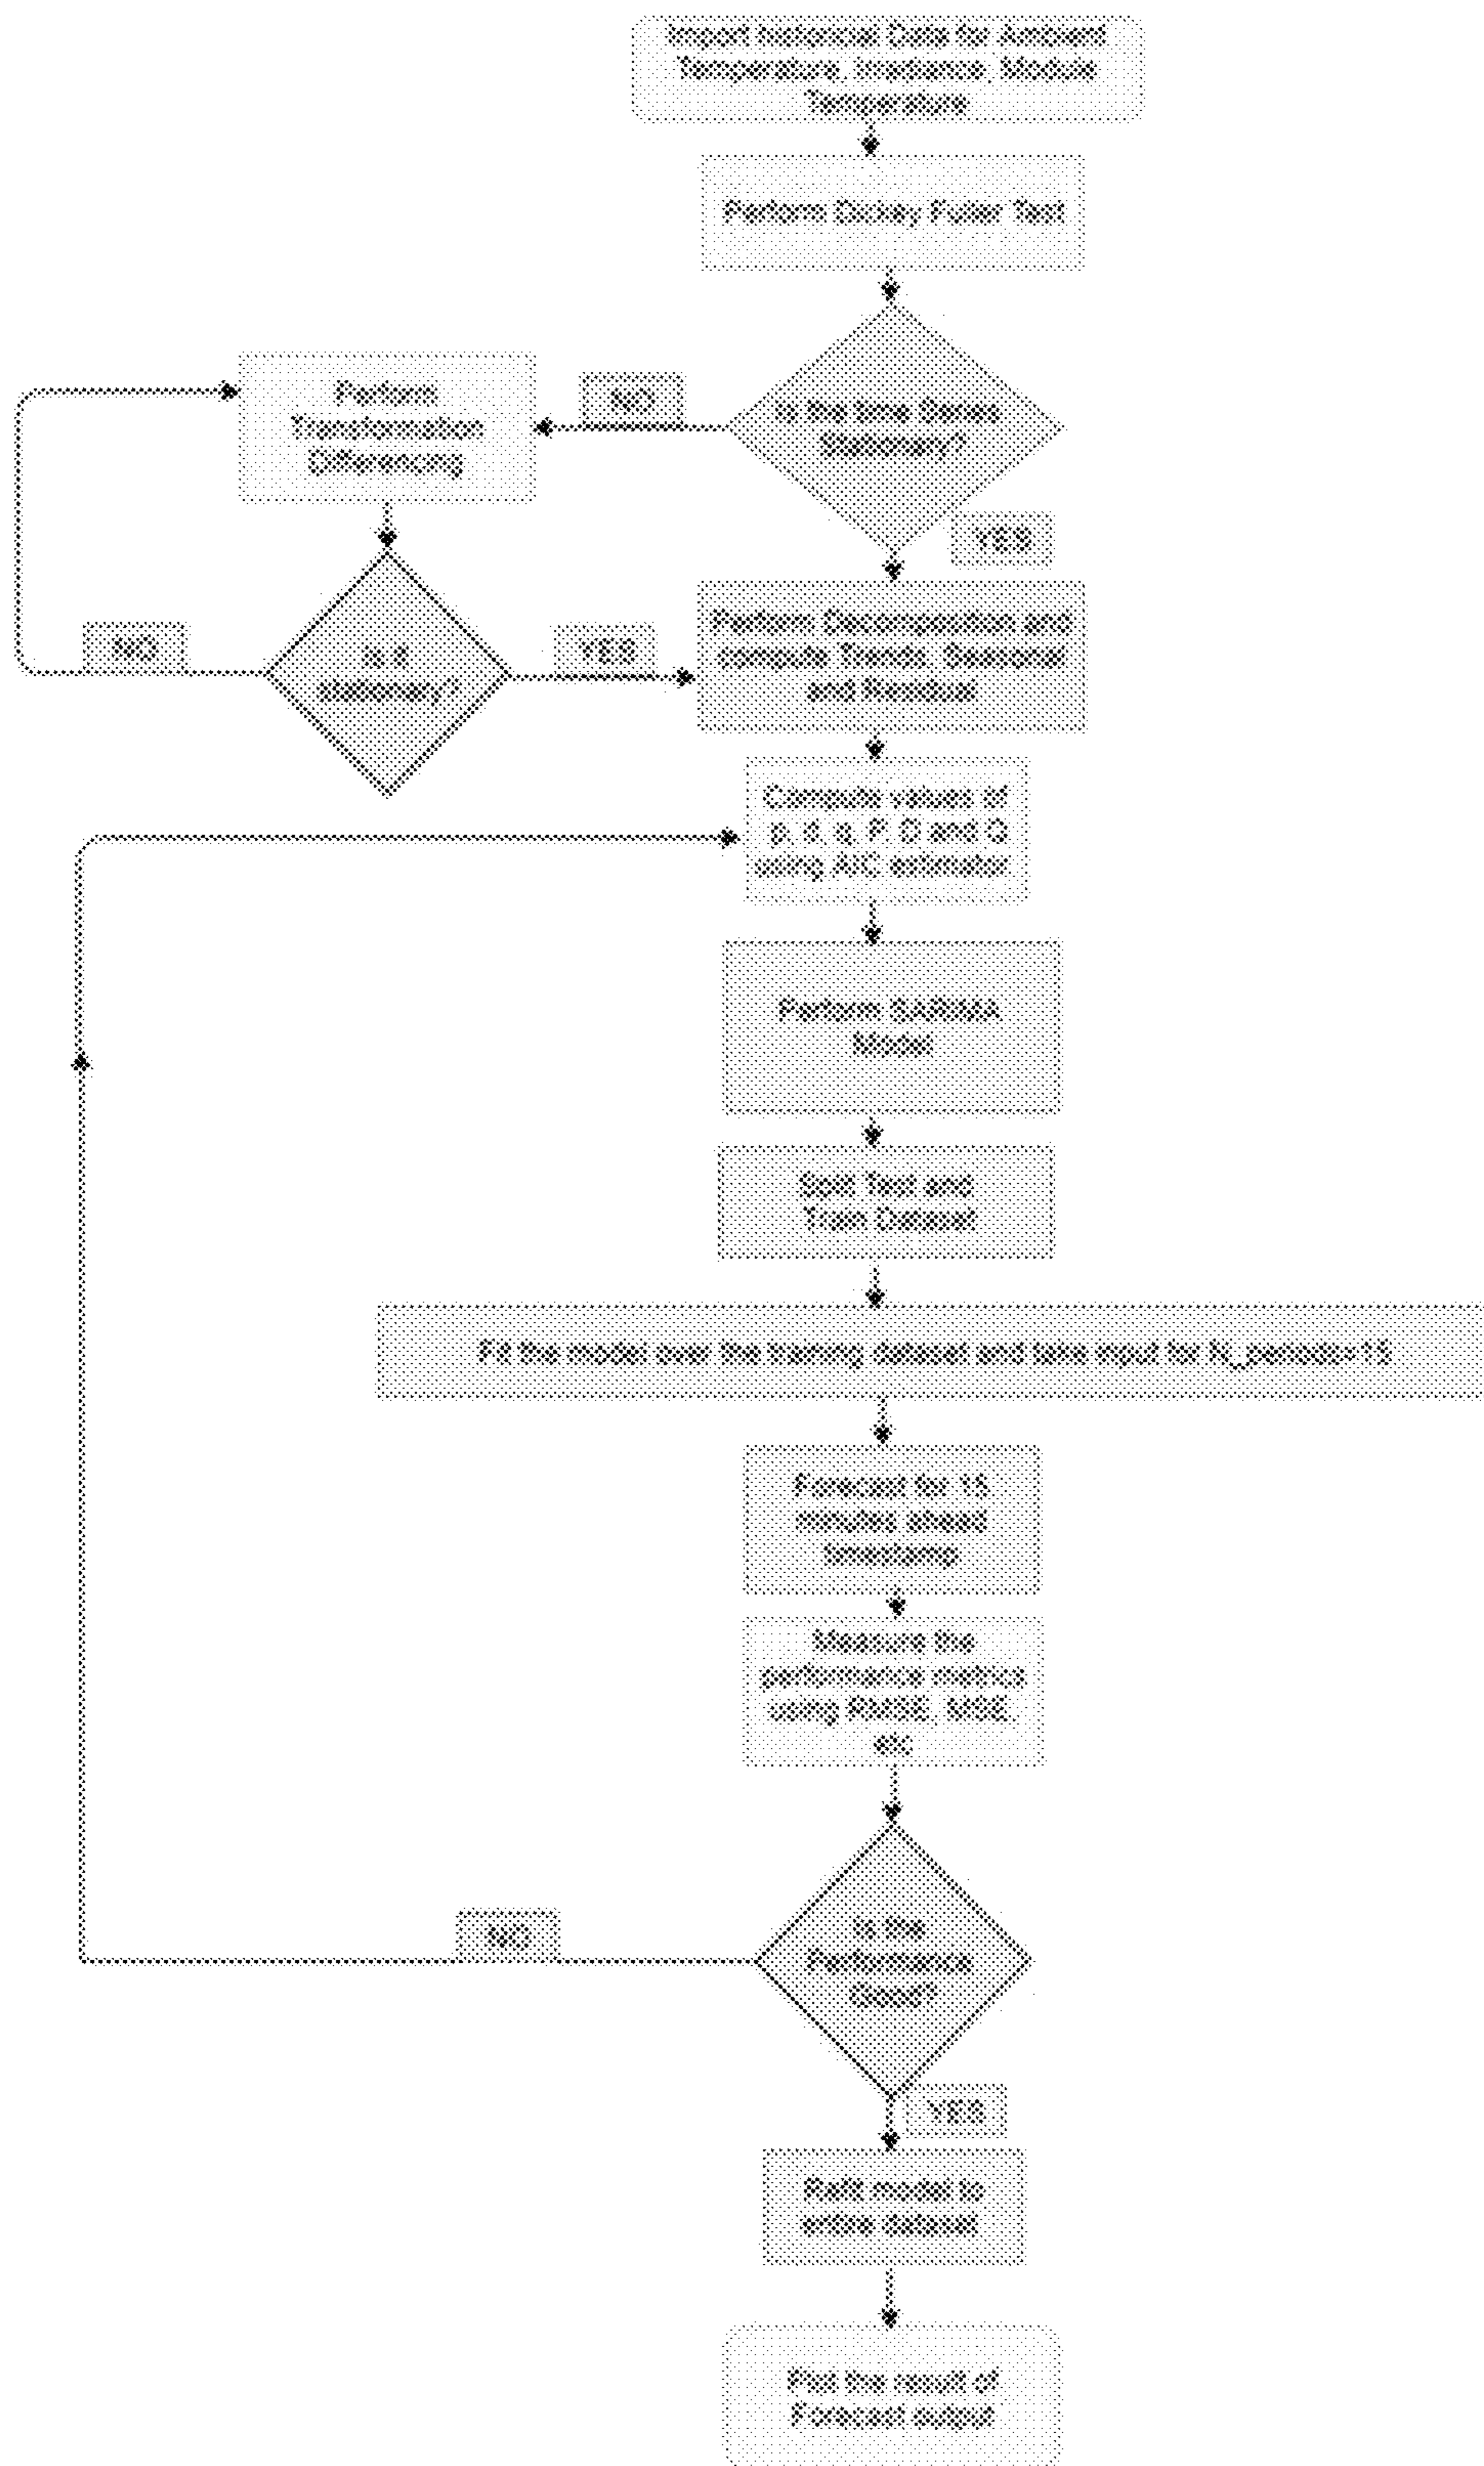 Import historical Data for Ambient
Temperature, Irradiance, Module
Temperature
Perform Dickey Fuller Test
Is the time Series
Stationary?
NO
Perform
Transformation
Differencing
YES
Is it
stationary?
NO
YES
Perform Decomposition and
compute Trends, Seasonal
and Residual
Compute values of
p, d, q, P, D and Q
using AIC estimator
Perform SARIMA
Model
Split Test and
Train Dataset
Fit the model over the training dataset and take input for N_periods=15
Forecast for 15
minutes ahead
timestamp
Measure the
performance metrics
using RMSE, MSE,
etc
Is the
Performance
Good?
NO
YES
Refit model to
entire dataset
Plot the result of
Forecast output